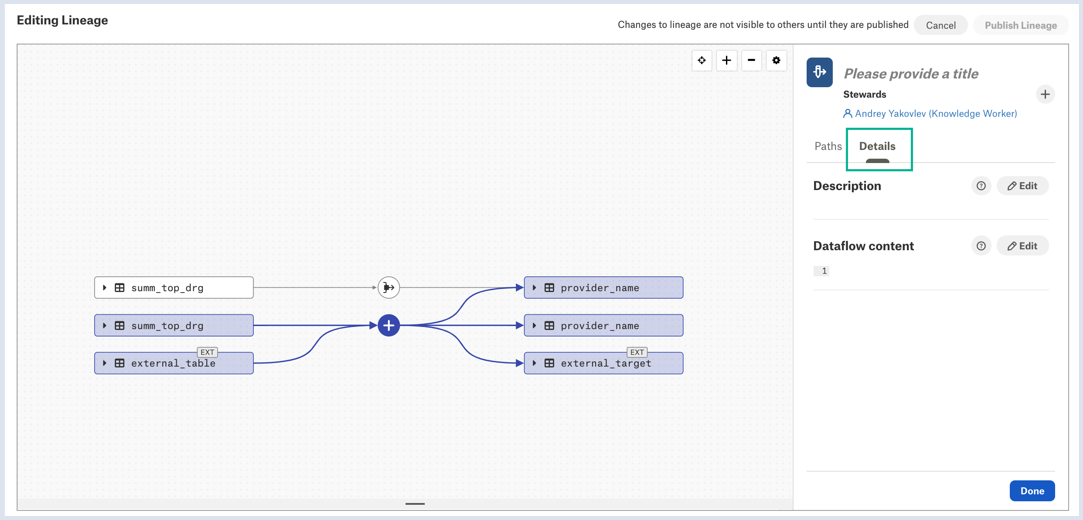 Editing Lineage
Changes to lineage are not visible to others until they are published
Cancel
Publish Lineage
Please provide a title
Stewards
Andrey Yakovlev (Knowledge Worker)
Paths
Details
Description
Edit
Dataflow content
Edit
1
summ_top_drg
provider_name
summ_top_drg
provider_name
EXT
external_table
EXT
external_target
Done